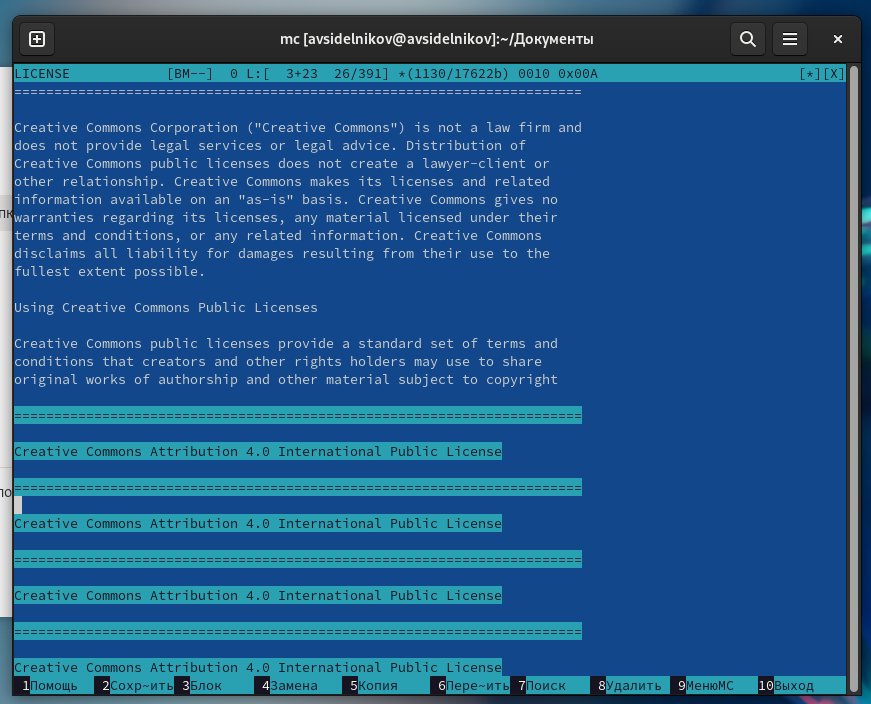 mc [avsidelnikov@avsidelnikov]:~/Документы
LICENSE            [BM--]  0 L:[  3+23  26/391] *(1130/17622b) 0010 0x00A                         [*][X]
=======================================================================
Creative Commons Corporation ("Creative Commons") is not a law firm and
does not provide legal services or legal advice. Distribution of
Creative Commons public licenses does not create a lawyer-client or
other relationship. Creative Commons makes its licenses and related
information available on an "as-is" basis. Creative Commons gives no
warranties regarding its licenses, any material licensed under their
terms and conditions, or any related information. Creative Commons
disclaims all liability for damages resulting from their use to the
fullest extent possible.
Using Creative Commons Public Licenses
Creative Commons public licenses provide a standard set of terms and
conditions that creators and other rights holders may use to share
original works of authorship and other material subject to copyright
=======================================================================
Creative Commons Attribution 4.0 International Public License
=======================================================================
Creative Commons Attribution 4.0 International Public License
=======================================================================
Creative Commons Attribution 4.0 International Public License
=======================================================================
Creative Commons Attribution 4.0 International Public License
1Помощь  2Сохр~ить 3Блок  4Замена  5Копия  6Пере~ить 7Поиск  8Удалить  9МенюMC  10Выход